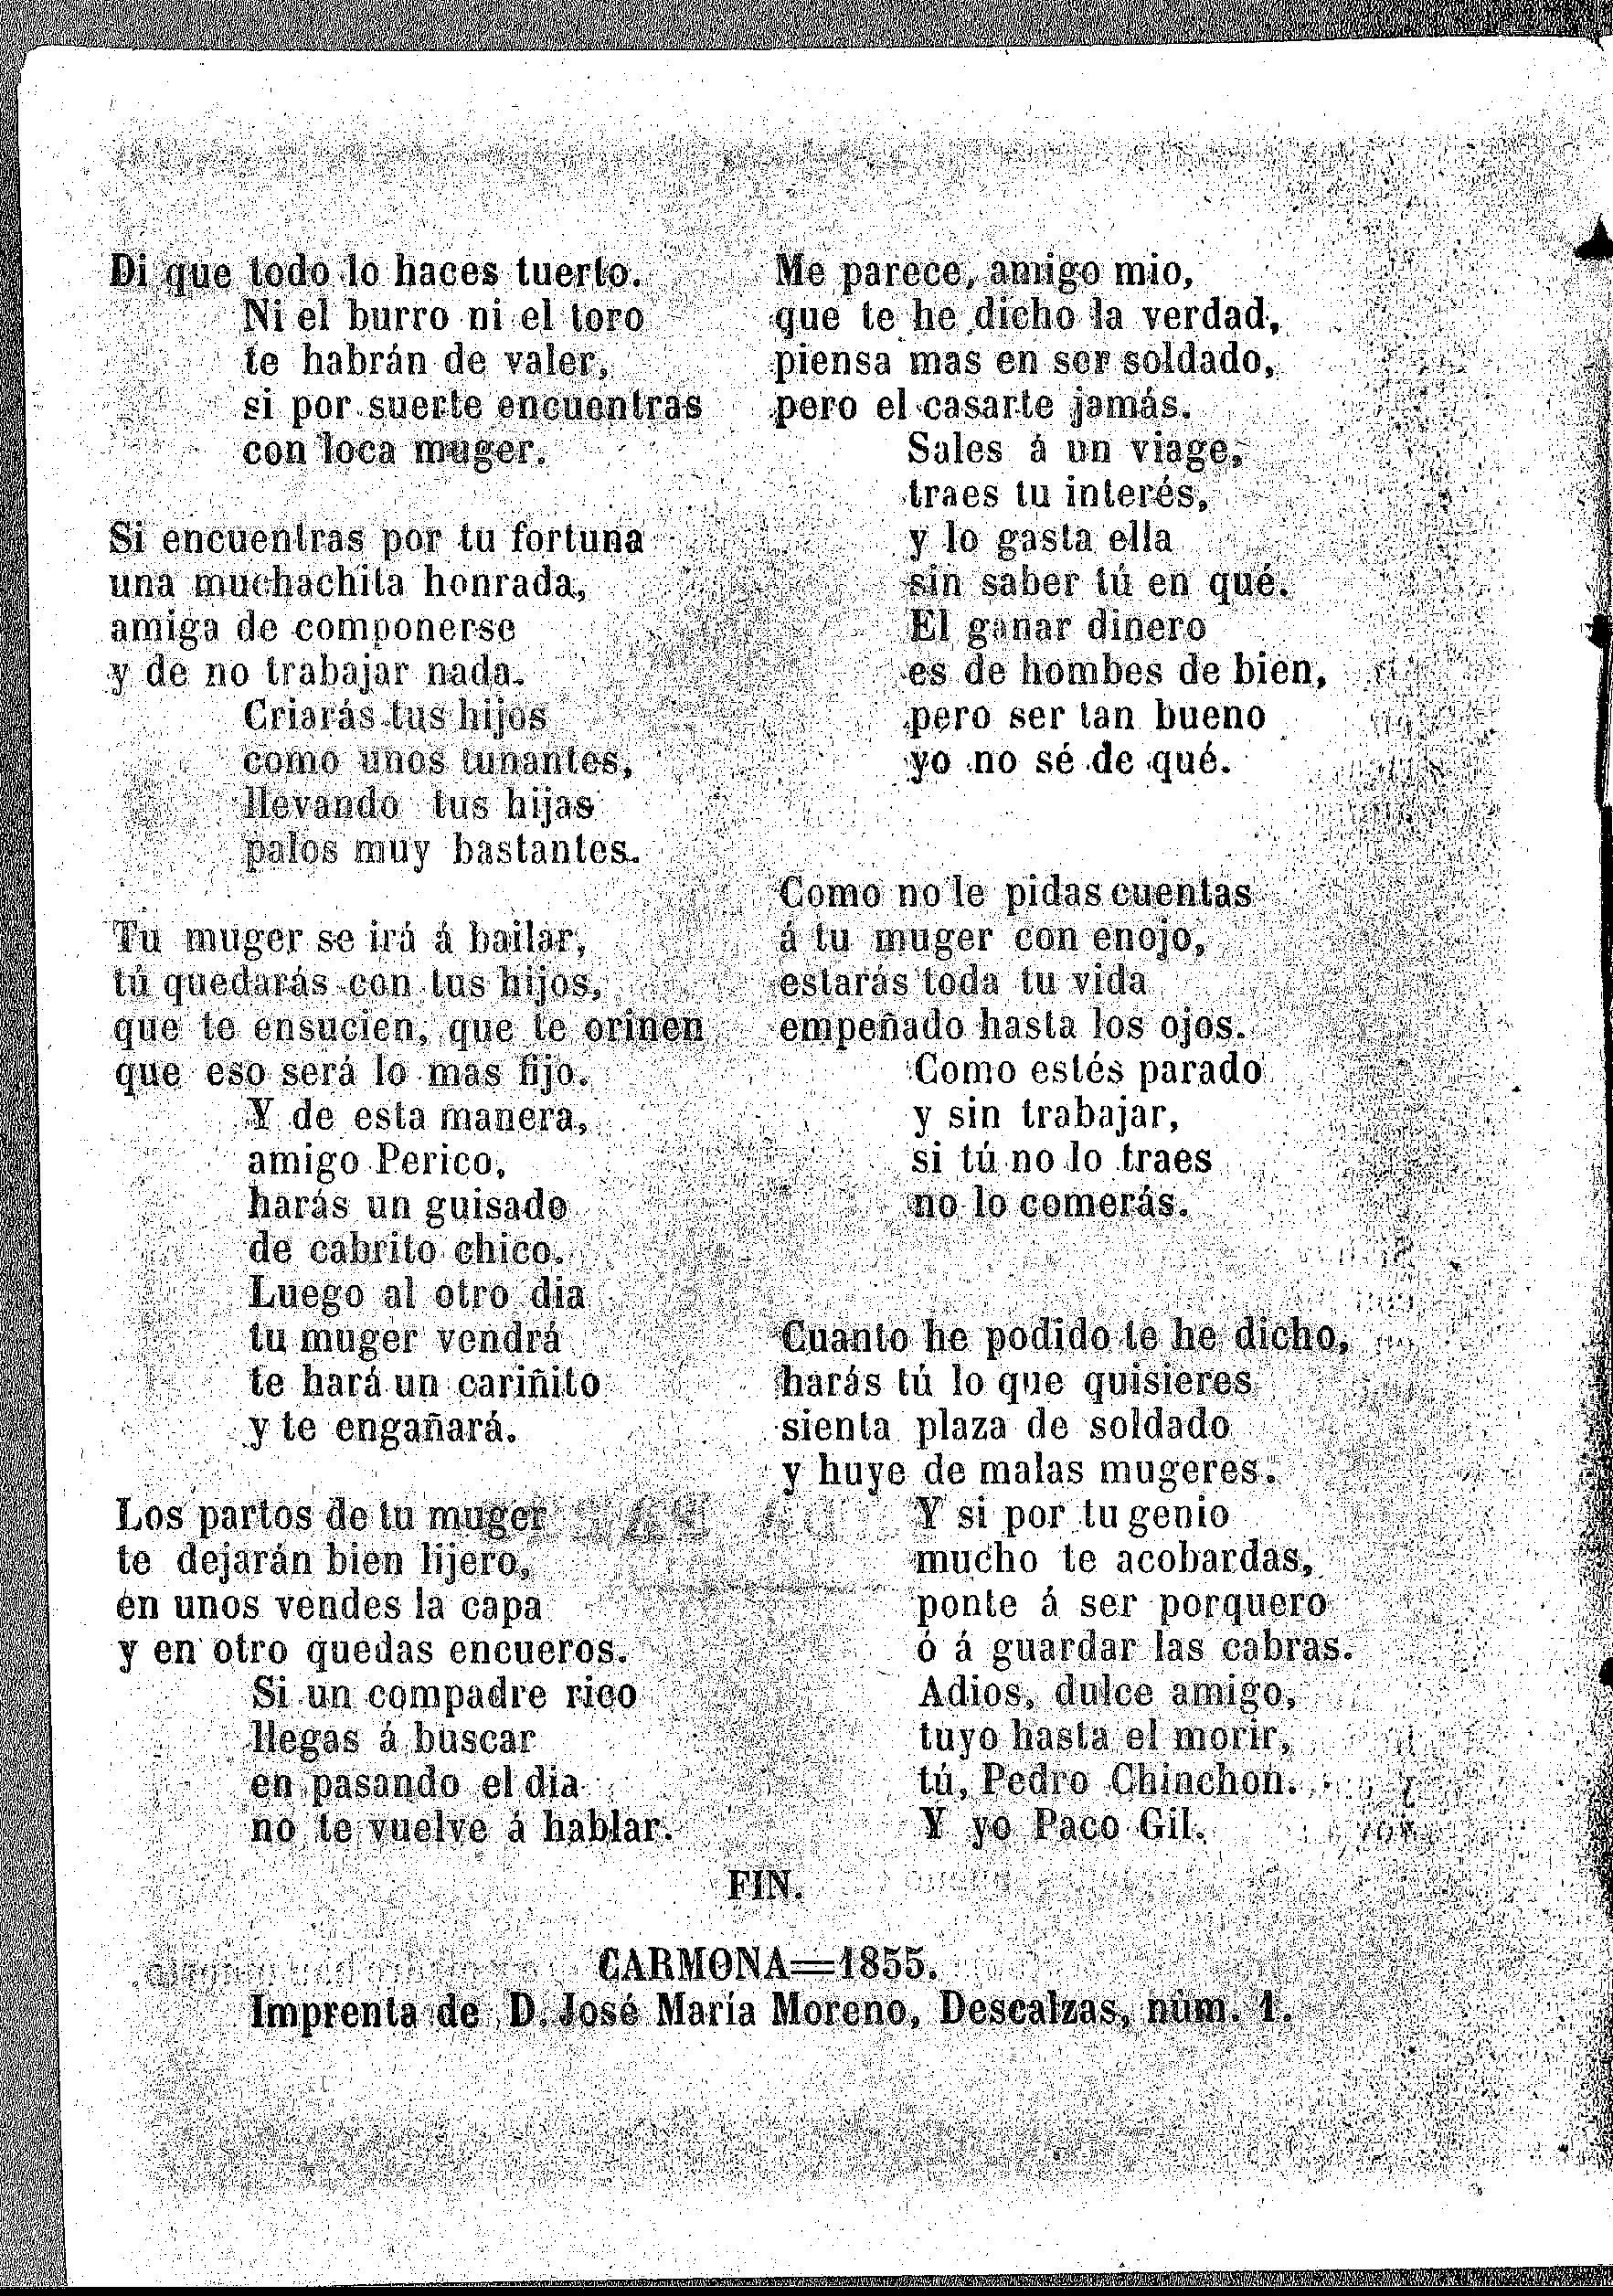 Di que todo lo haces tuerto.
Ni el burro ni el toro
te habrán de valer,
si por suerte encuentras
con loca muger.
Si encuentras por tu fortuna
una muchachita honrada,
amiga de componerse
y de no trabajar nada.
Criarás tus hijos
como unos tunantes,
llevando tus hijas
palos muy bastantes.
Tu muger se irá á bailar,
tú quedarás con tus hijos,
que te ensucien, que te orinen
que eso será lo mas fijo.
Y de esta manera,
amigo Perico,
harás un guisado
de cabrito chico.
Luego al otro dia
tu muger vendrá
te hará un cariñito
y te engañará.
Los partos de tu muger
te dejarán bien lijero,
en unos vendes la capa
y en otro quedas encueros.
Si un compadre rico
llegas á buscar
en pasando el dia
no te vuelve á hablar.
Me parece, amigo mio,
que te he dicho la verdad,
piensa mas en ser soldado,
pero el casarte jamás.
Sales á un viage,
traes tu interés,
y lo gasta ella
sin saber tú en qué.
El ganar dinero
es de hombes de bien,
pero ser tan bueno
yo no sé de qué.
Como no le pidas cuentas
á tu muger con enojo,
estarás toda tu vida
empeñado hasta los ojos.
Como estés parado
y sin trabajar,
si tú no lo traes
no lo comerás.
Cuanto he podido te he dicho,
harás tú lo que quisieres
sienta plaza de soldado
y huye de malas mugeres.
Y si por tu genio
mucho te acobardas,
ponte á ser porquero
ó á guardar las cabras.
Adios, dulce amigo,
tuyo hasta el morir,
tú, Pedro Chinchon.
Y yo Paco Gil.
FIN.
CARMONA=1855.
Imprenta de D. José María Moreno, Descalzas, núm. 1.